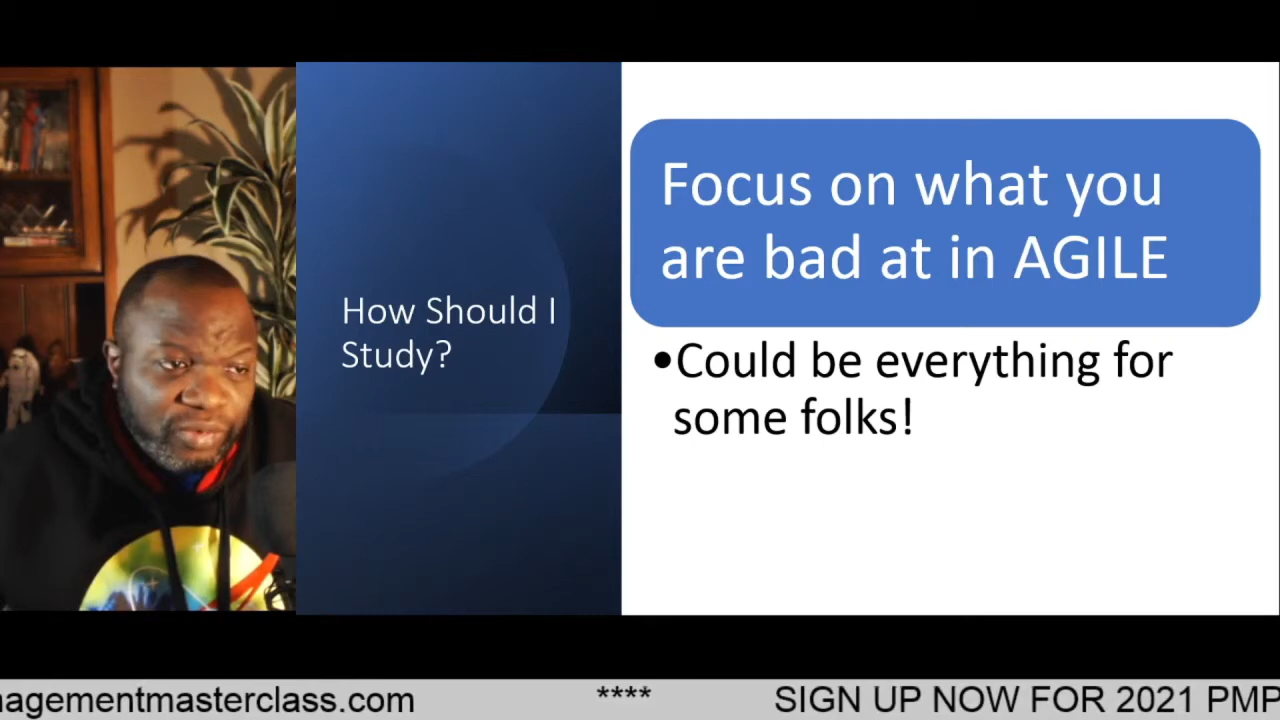 How Should I
Study?
Focus on what you
are bad at in AGILE
•Could be everything for
some folks!
nagementmasterclass.com **** SIGN UP NOW FOR 2021 PMP